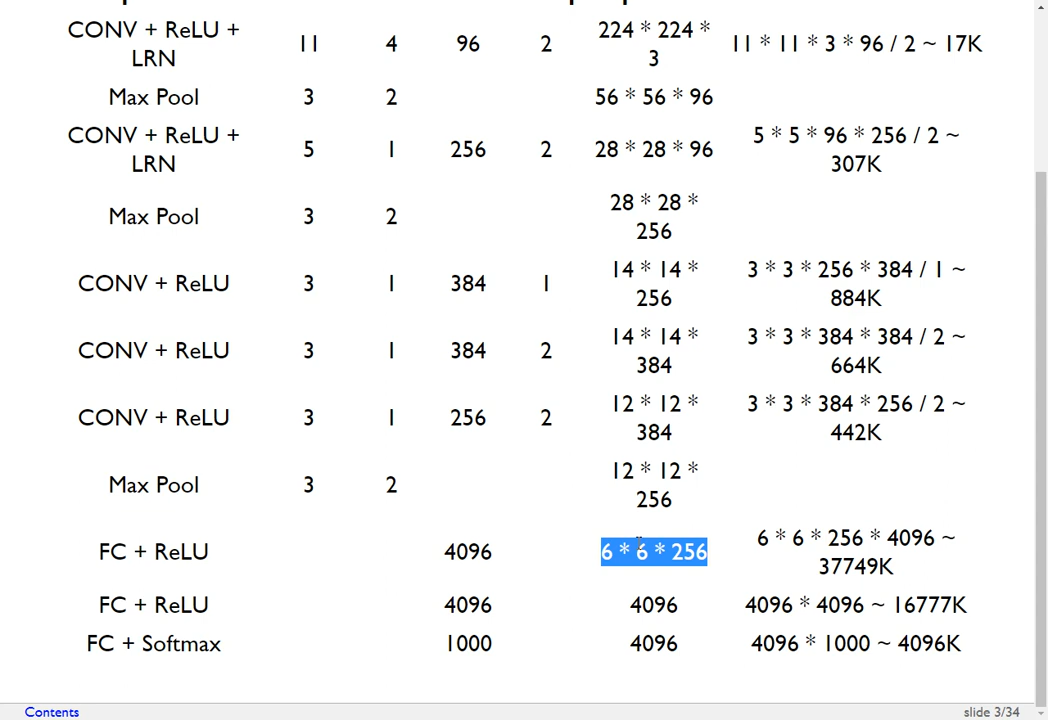 CONV + ReLU + LRN 11 4 96 2 224 * 224 * 3 11 * 11 * 3 * 96 / 2 ~ 17K
Max Pool 3 2 56 * 56 * 96
CONV + ReLU + LRN 5 1 256 2 28 * 28 * 96 5 * 5 * 96 * 256 / 2 ~ 307K
Max Pool 3 2 28 * 28 * 256
CONV + ReLU 3 1 384 1 14 * 14 * 256 3 * 3 * 256 * 384 / 1 ~ 884K
CONV + ReLU 3 1 384 2 14 * 14 * 384 3 * 3 * 384 * 384 / 2 ~ 664K
CONV + ReLU 3 1 256 2 12 * 12 * 384 3 * 3 * 384 * 256 / 2 ~ 442K
Max Pool 3 2 12 * 12 * 256
FC + ReLU 4096 6 * 6 * 256 6 * 6 * 256 * 4096 ~ 37749K
FC + ReLU 4096 4096 4096 * 4096 ~ 16777K
FC + Softmax 1000 4096 4096 * 1000 ~ 4096K
Contents slide 3/34